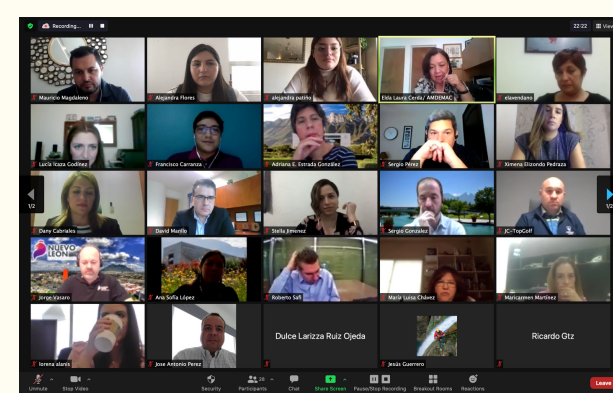 Recording...
22:22 View
Mauricio Magdaleno
Alejandra Flores
alejandra patiño
Elda Laura Cerda/ AMDEMAC
elavendano
Lucía Icaza Godínez
Francisco Carranza
Adriana E. Estrada González
Sergio Pérez
Ximena Elizondo Pedraza
1/2
1/2
Dany Cabriales
David Marillo
Stella Jimenez
Sergio Gonzalez
JC-TopGolf
NUEVO
LEÓN
Jorge Vasaro
Ana Sofía López
Roberto Safi
María Luisa Chávez
Maricarmen Martínez
lorena alanis
Jose Antonio Perez
Dulce Larizza Ruiz Ojeda
Jesús Guerrero
Ricardo Gtz
Unmute
Stop Video
Security
Participants
Chat
Share Screen
Pause/Stop Recording
Breakout Rooms
Reactions
Leave